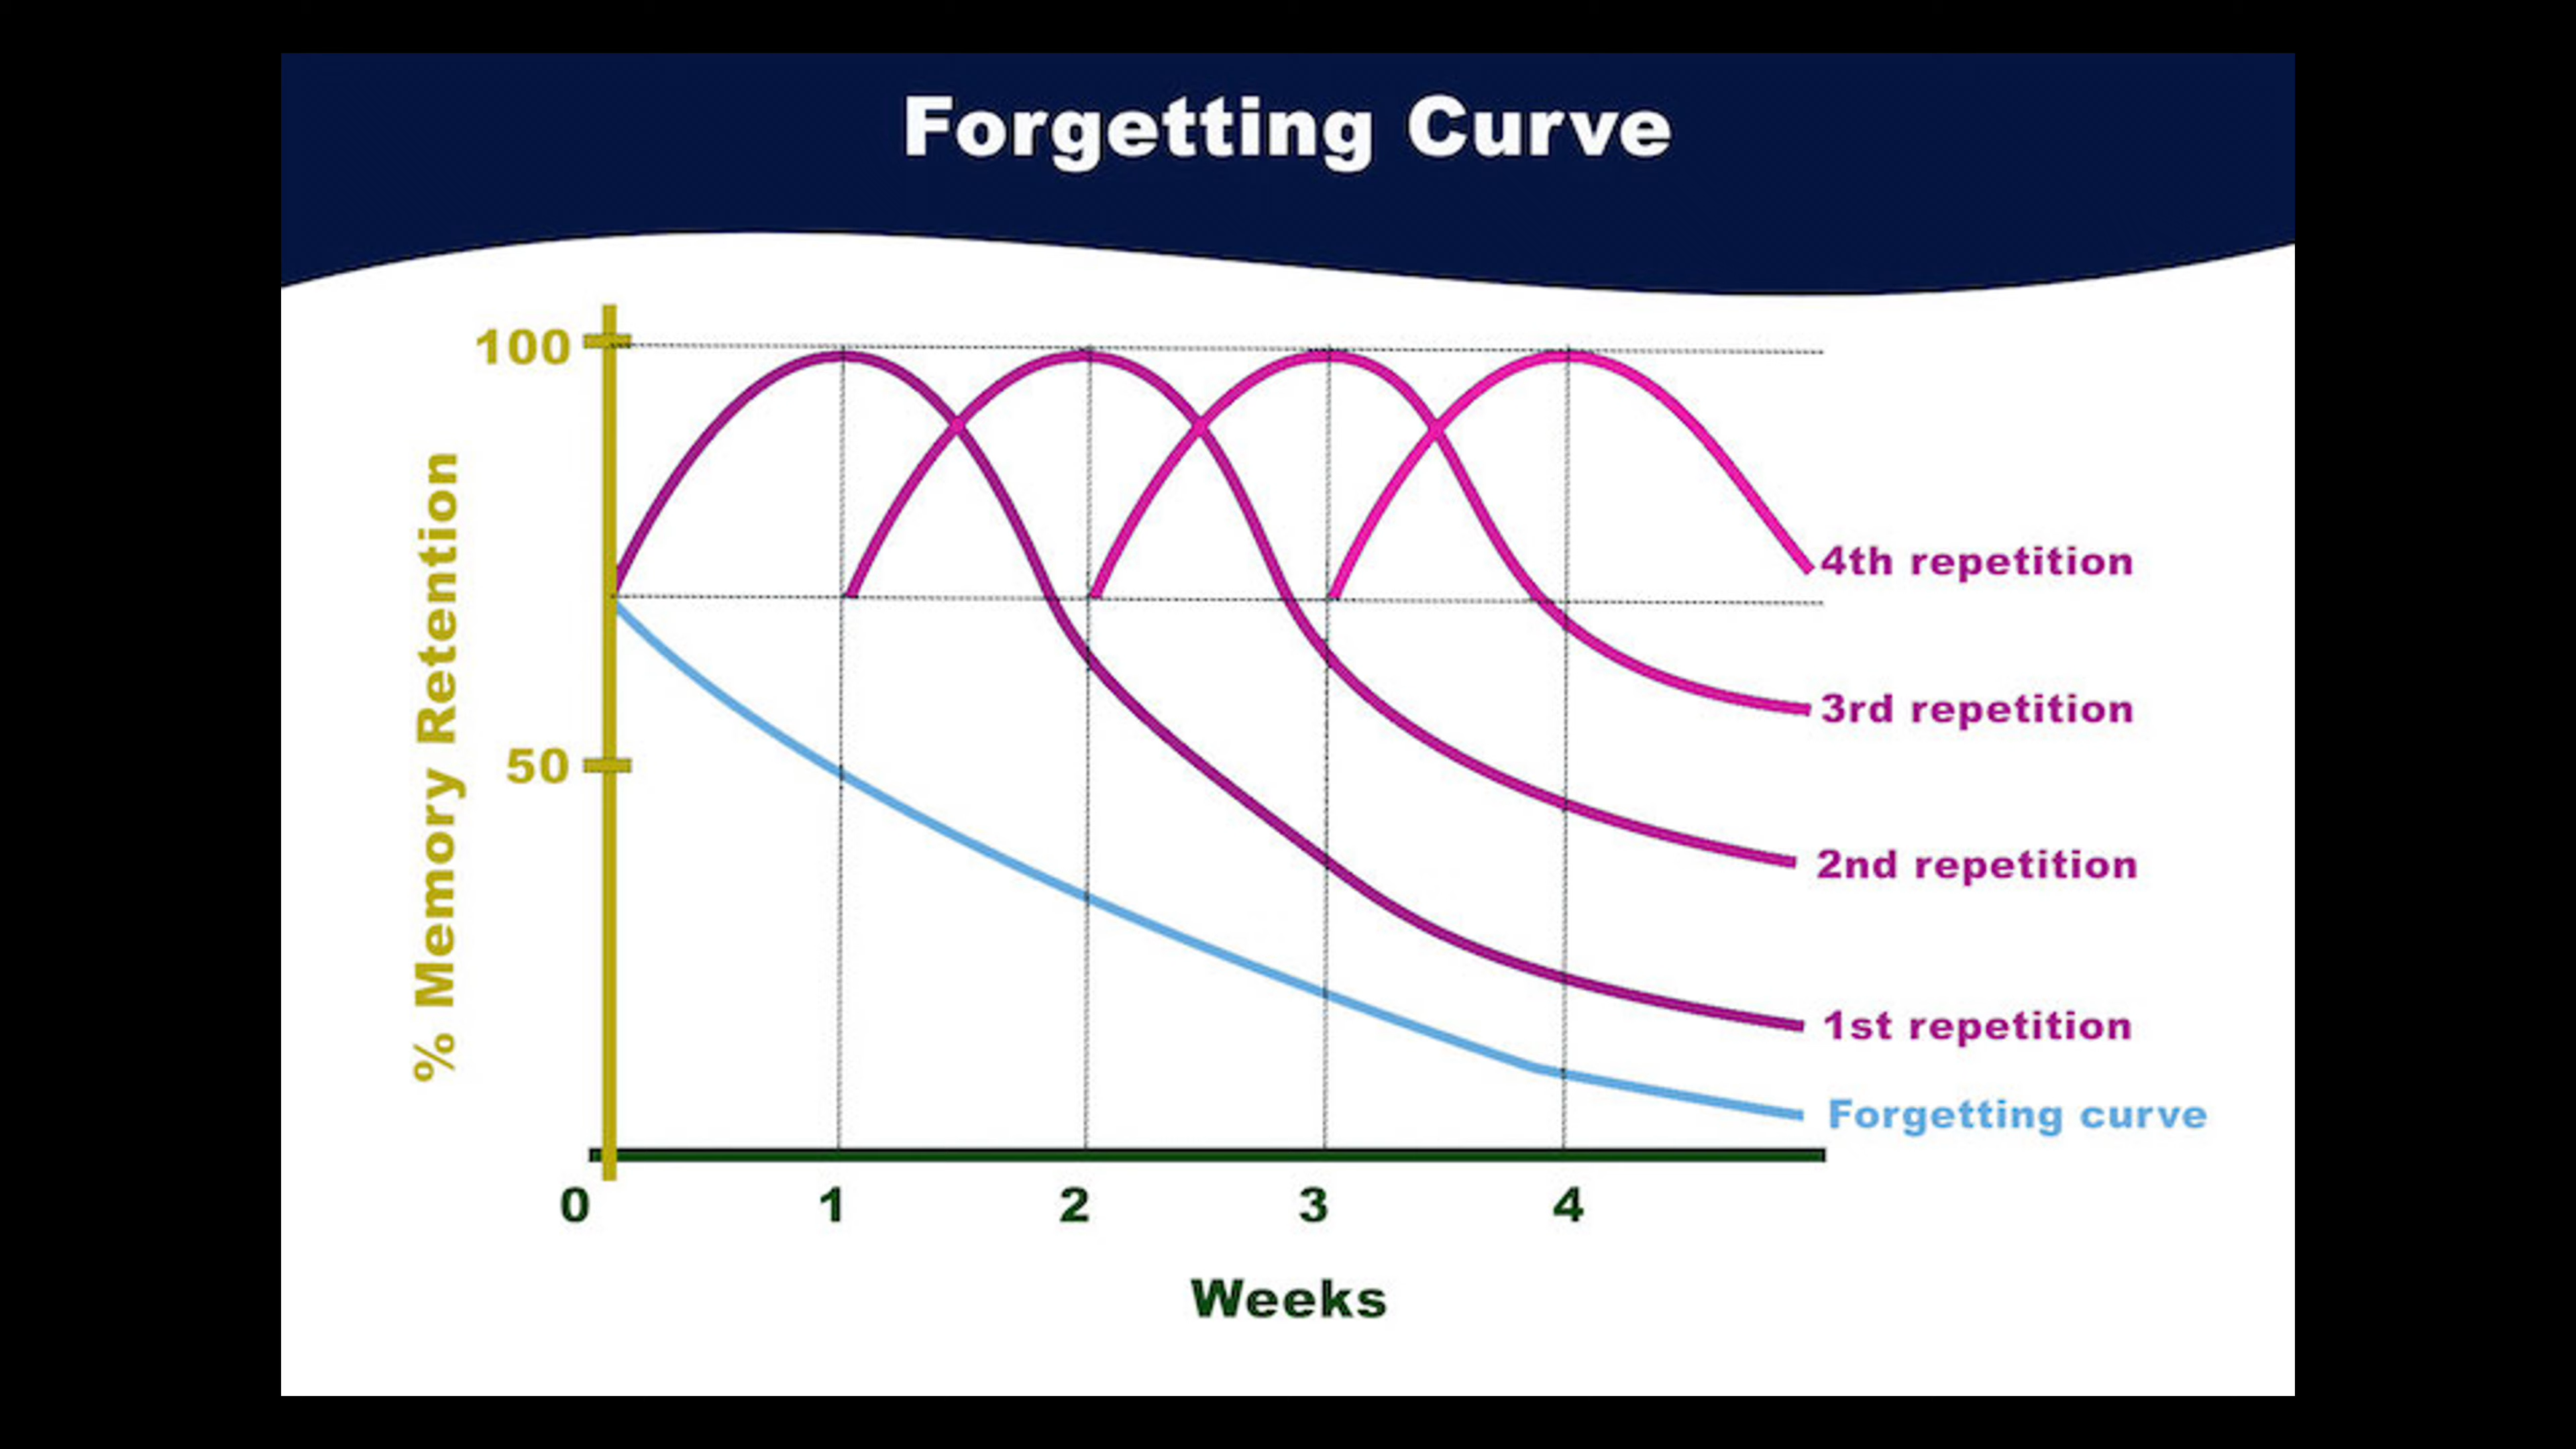 Forgetting Curve
100
50
% Memory Retention
4th repetition
3rd repetition
2nd repetition
1st repetition
Forgetting curve
0 1 2 3 4
Weeks